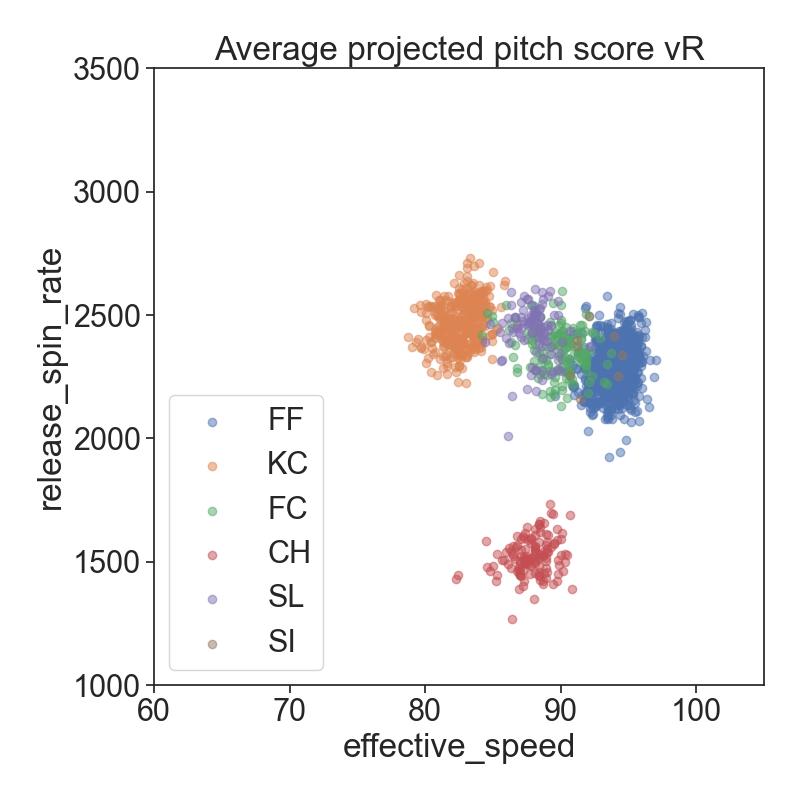 Average projected pitch score vR
3500
3000
2500
2000
1500
1000
release_spin_rate
FF
KC
FC
CH
SL
SI
60
70
80
90
100
effective_speed